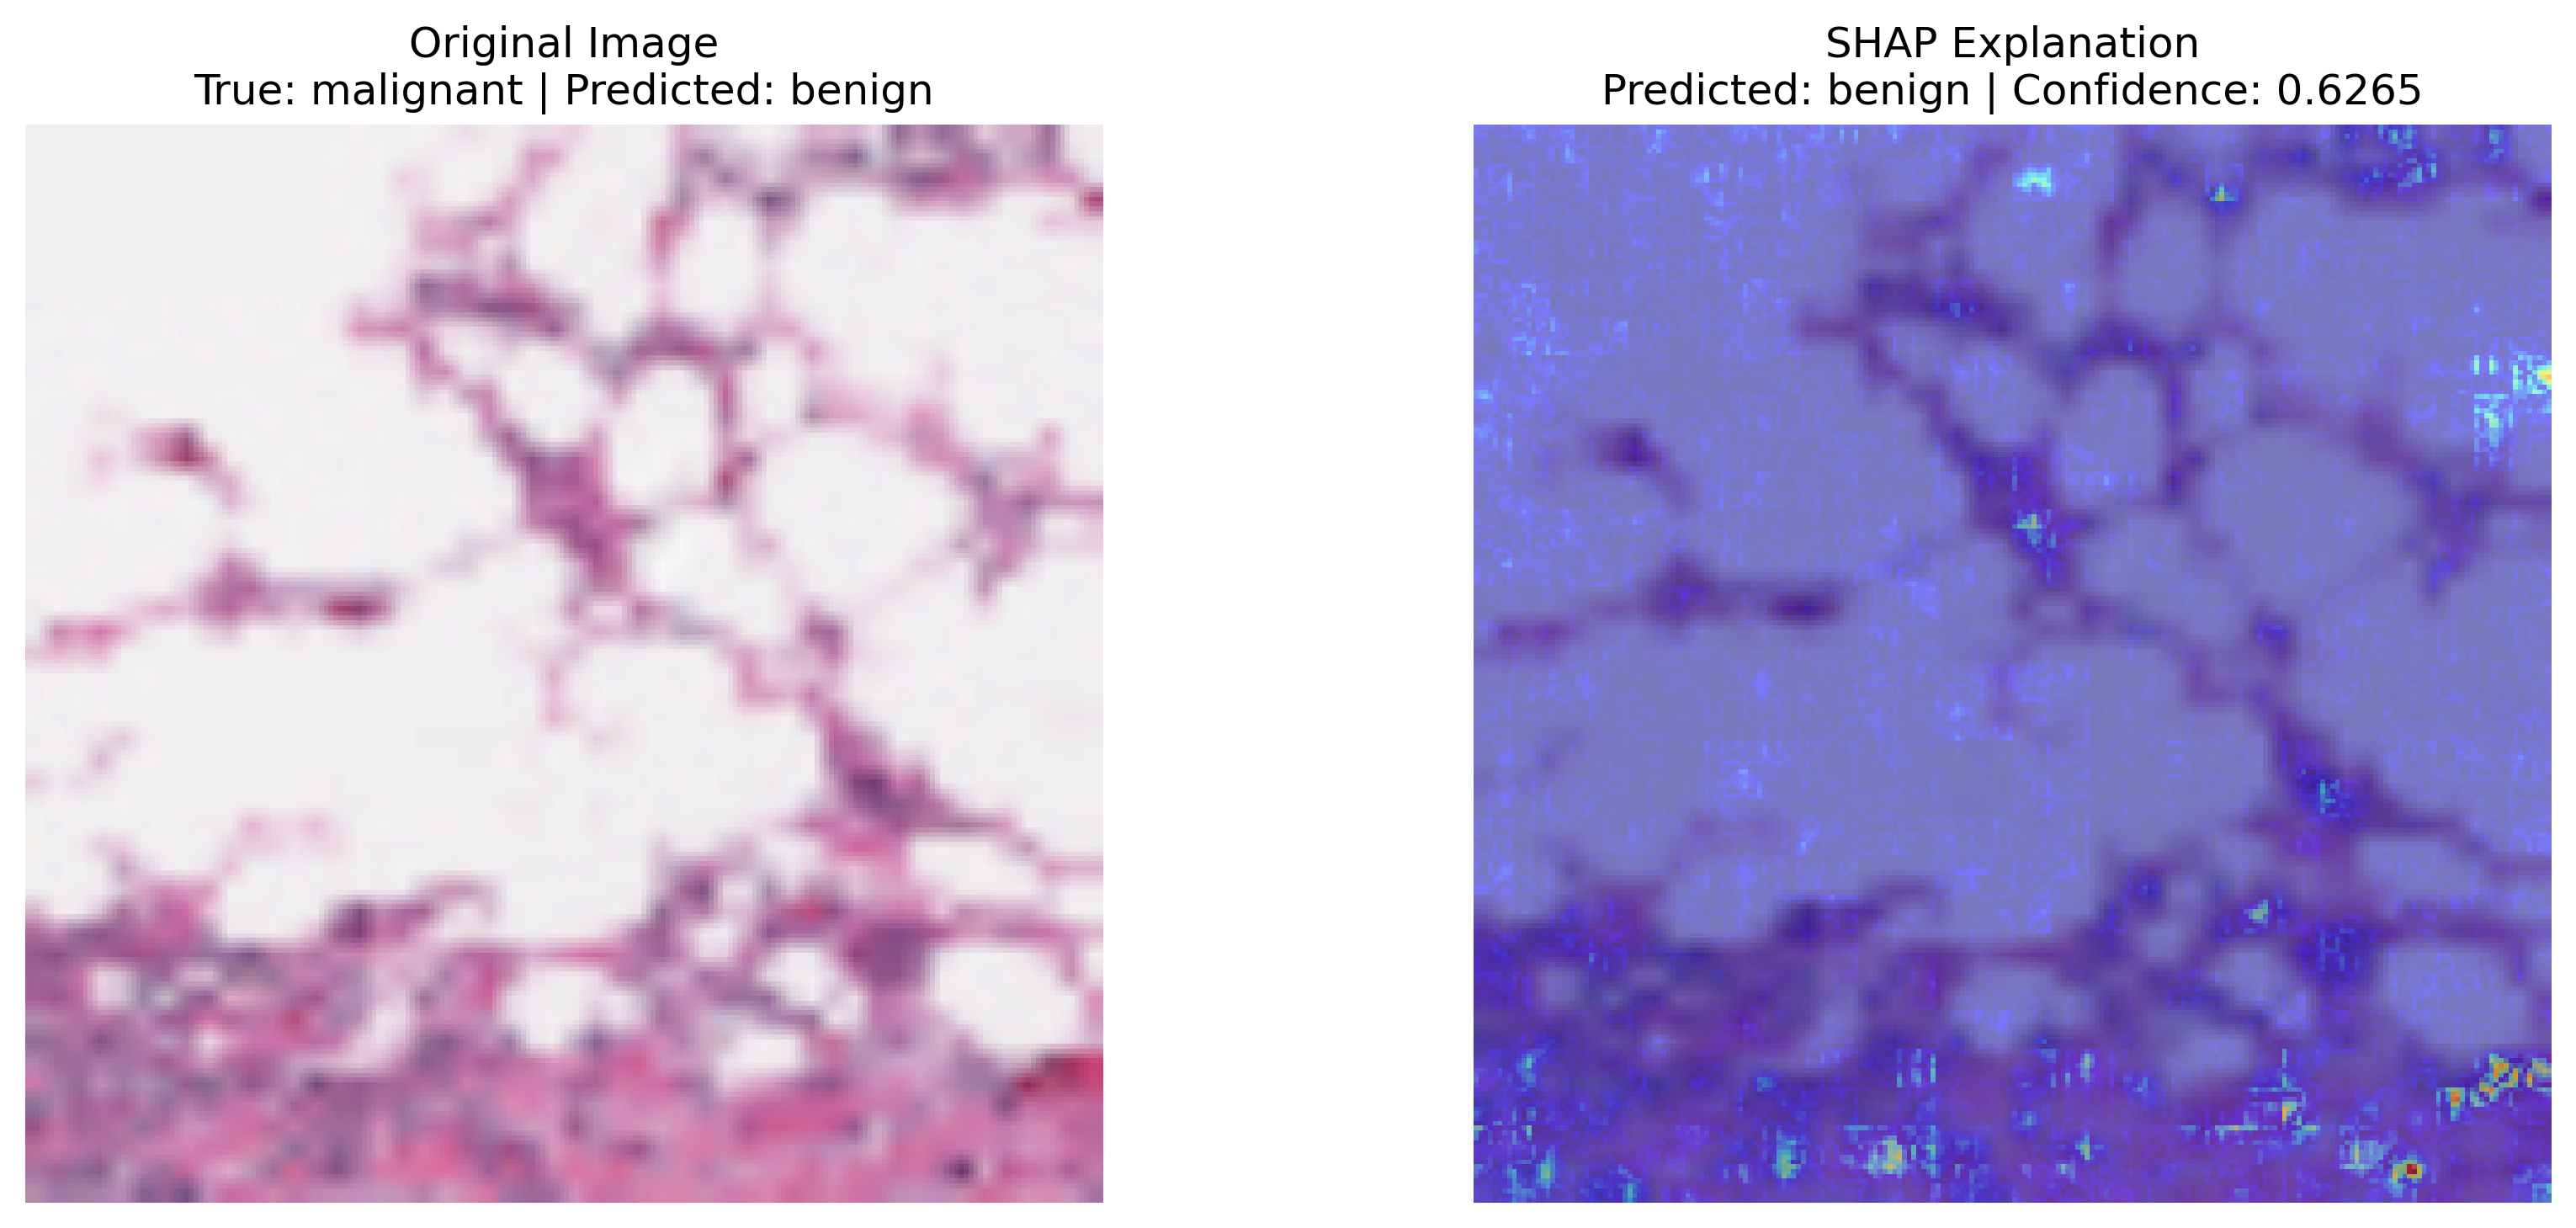 Original Image
True: malignant | Predicted: benign
SHAP Explanation
Predicted: benign | Confidence: 0.6265